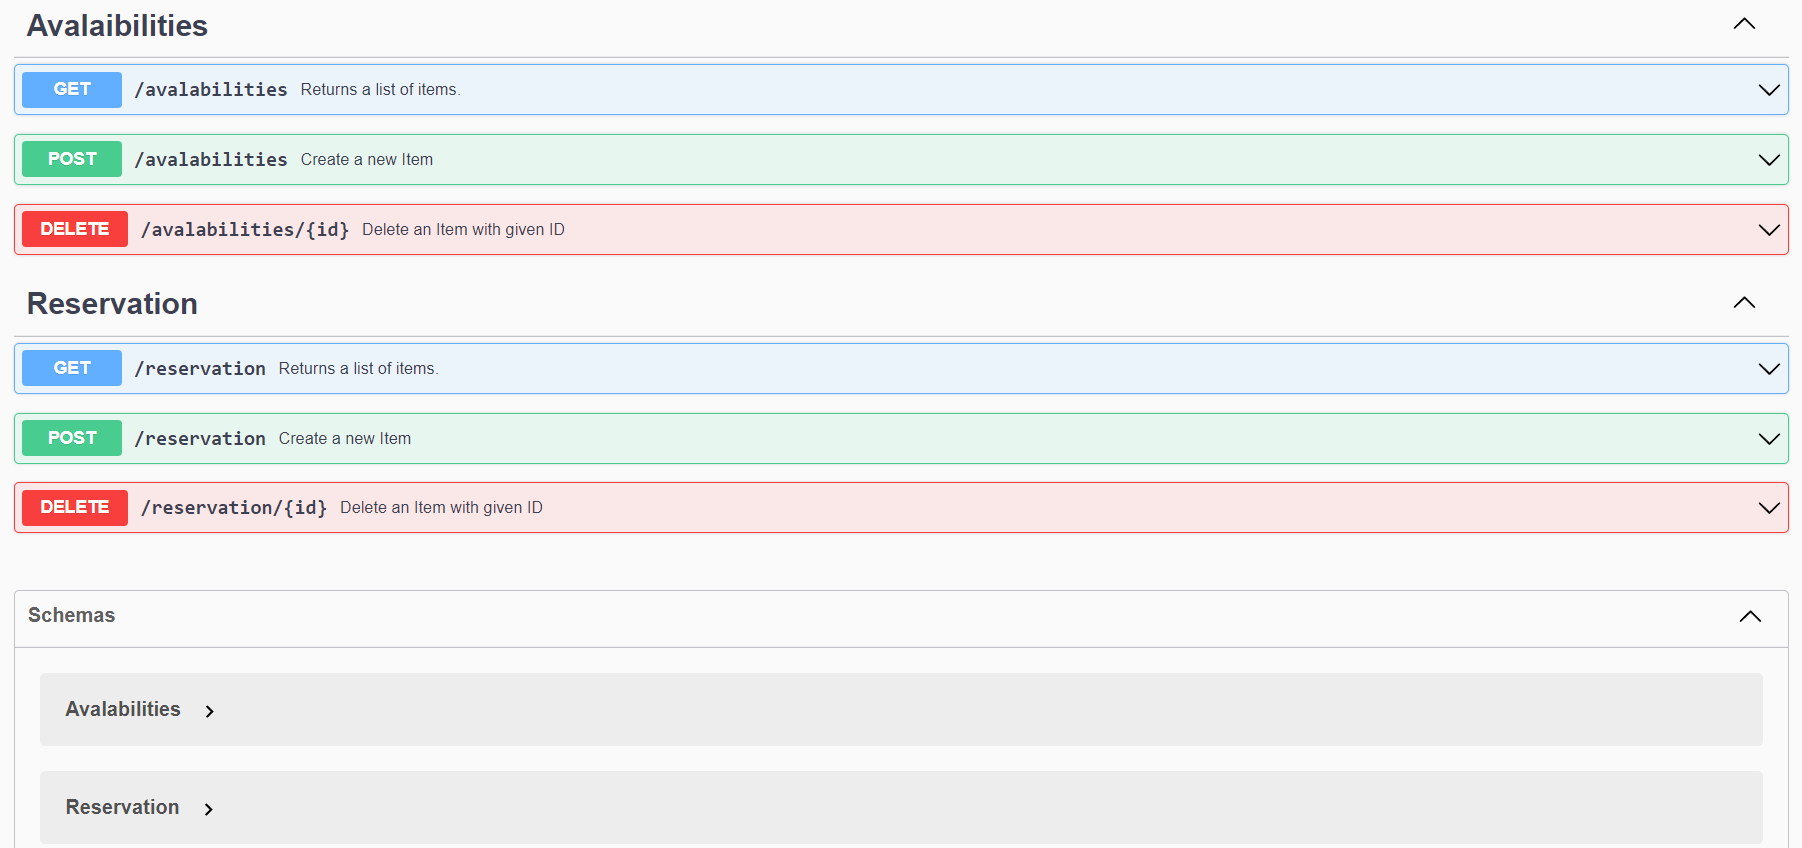 Avalaibilities
GET /avalabilities Returns a list of items.
POST /avalabilities Create a new Item
DELETE /avalabilities/{id} Delete an Item with given ID
Reservation
GET /reservation Returns a list of items.
POST /reservation Create a new Item
DELETE /reservation/{id} Delete an Item with given ID
Schemas
Avalabilities
Reservation